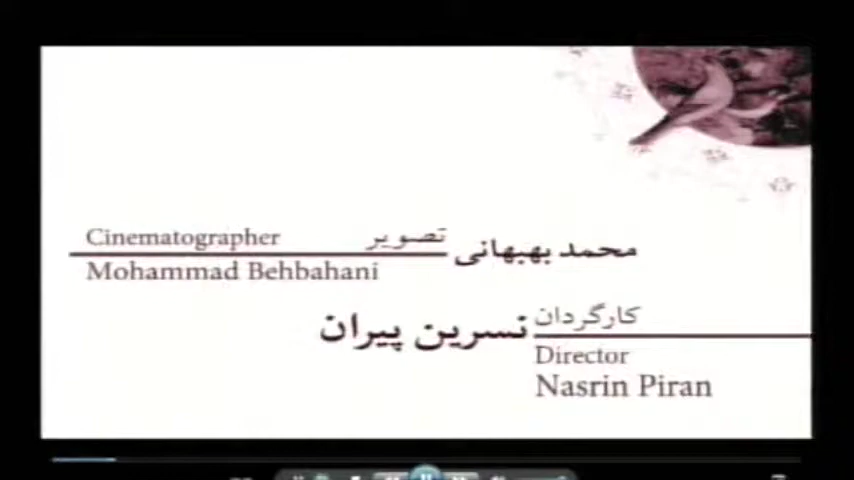 Cinematographer تصویر
محمد بهبهانی
Mohammad Behbahani
کارگردان
نسرین پیران
Director
Nasrin Piran